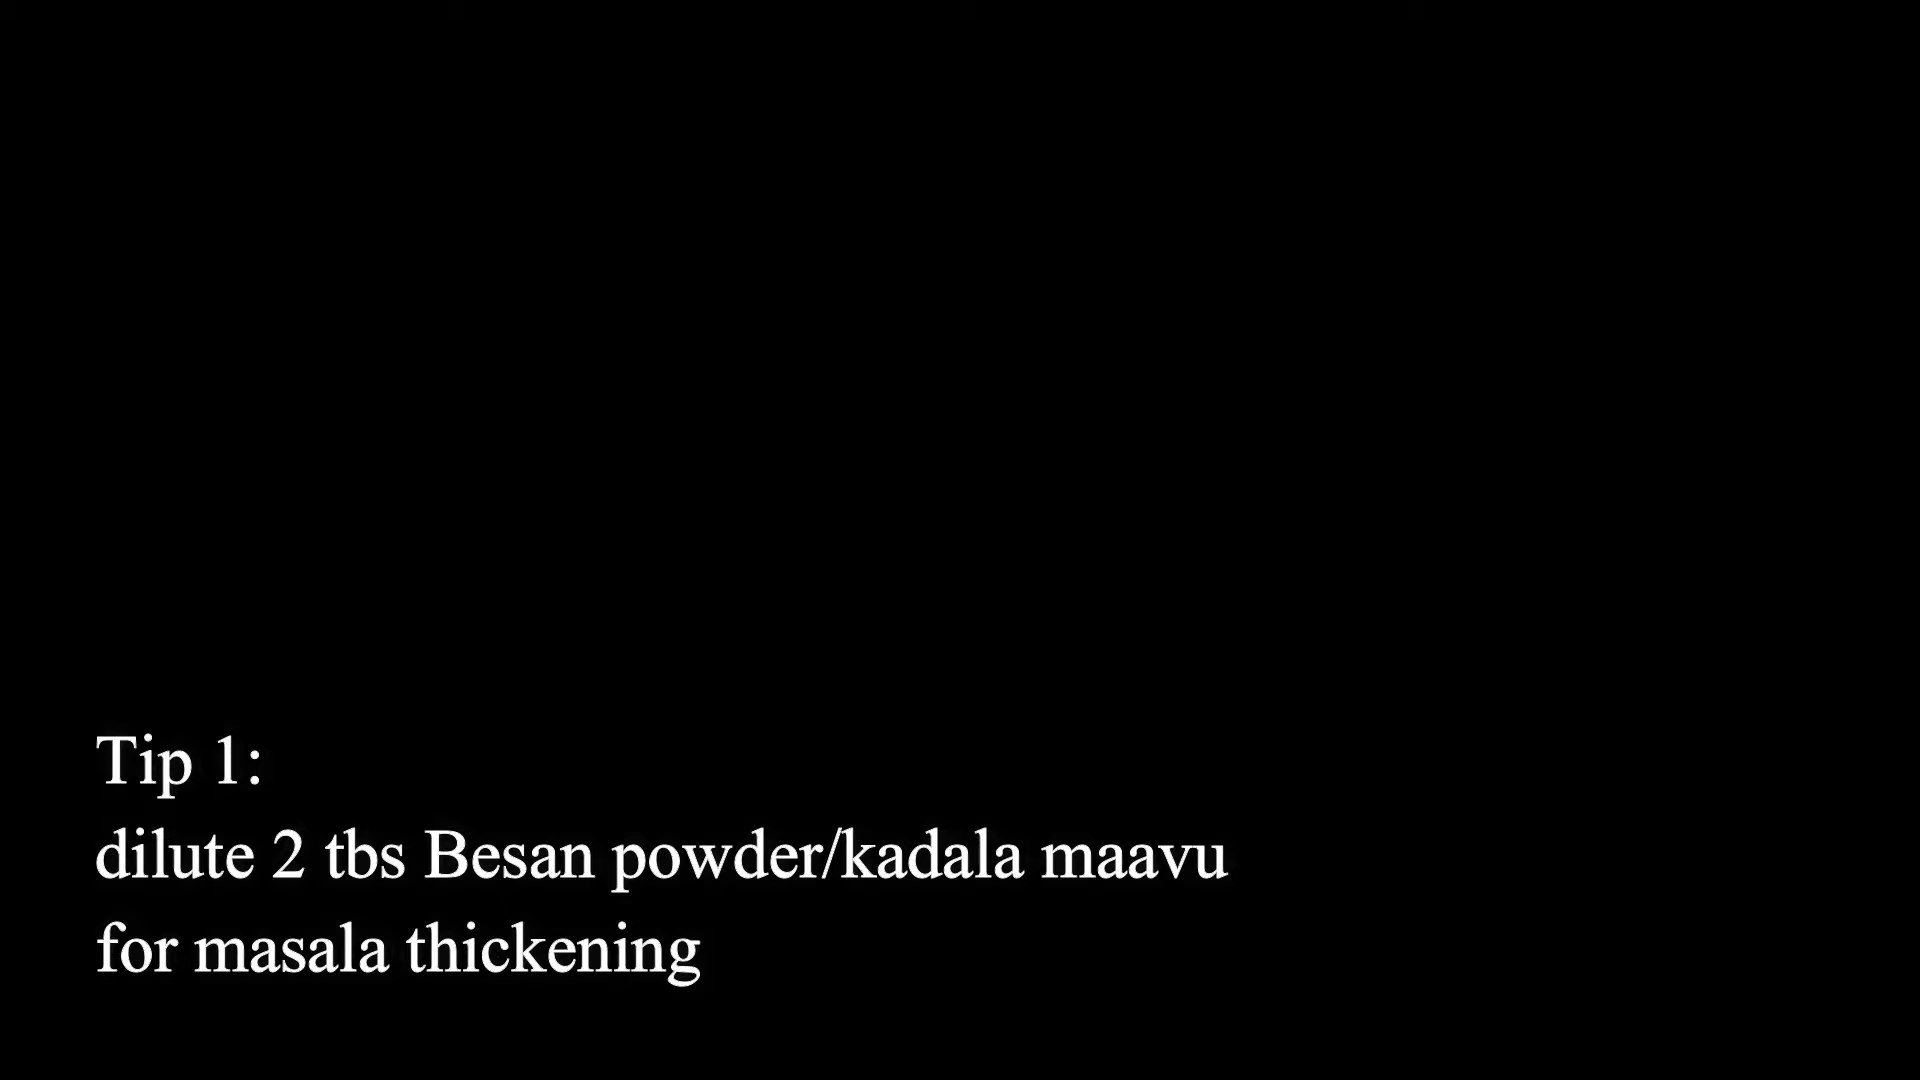 Tip 1:
dilute 2 tbs Besan powder/kadala maavu
for masala thickening